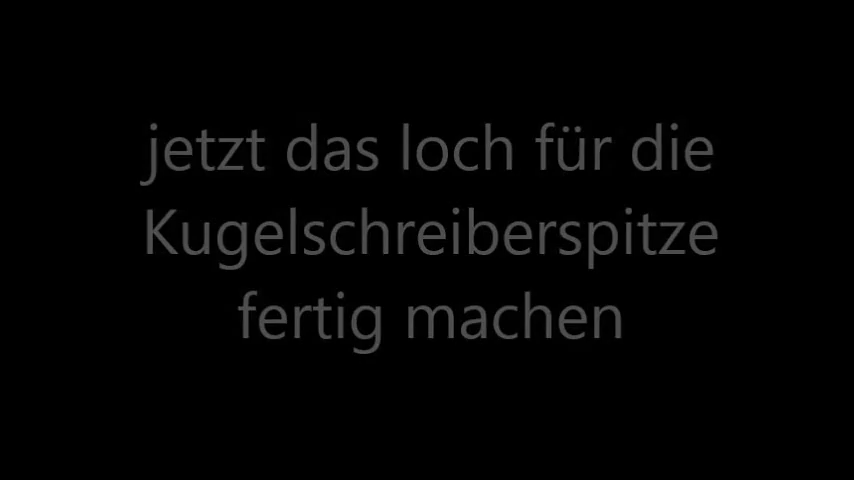 jetzt das loch für die
Kugelschreiberspitze
fertig machen